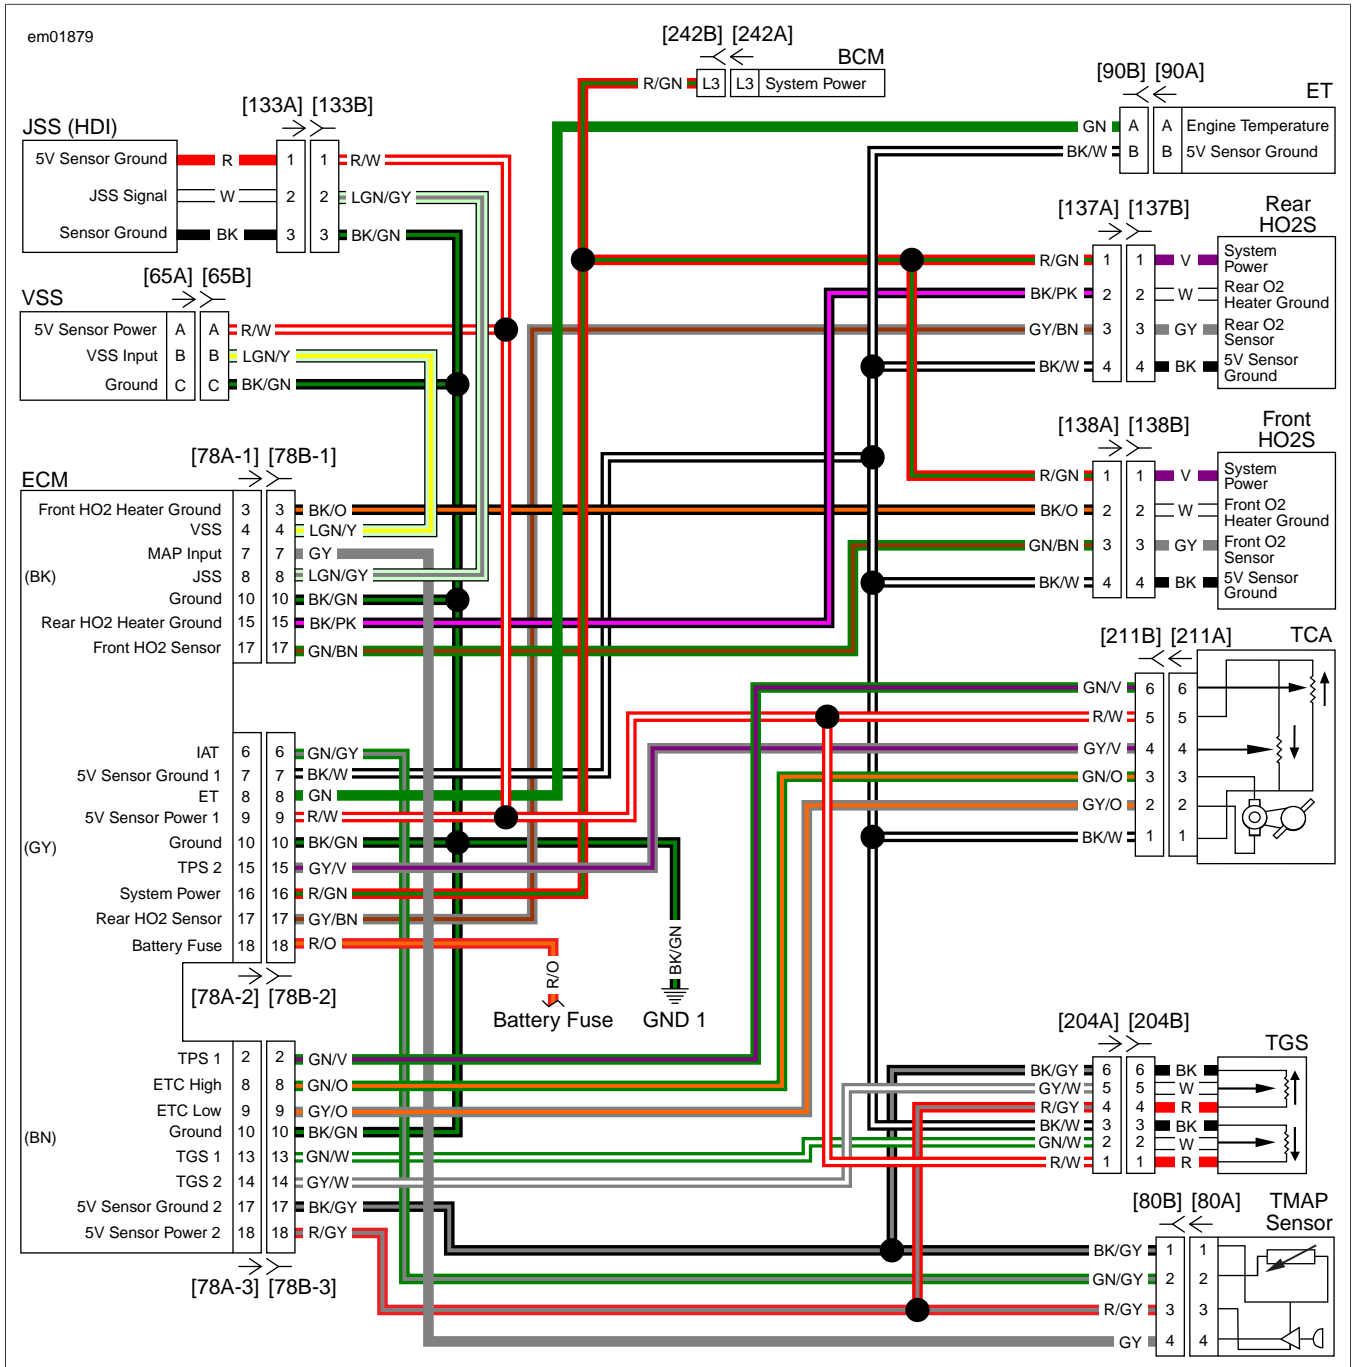 em01879
[242B] [242A]
BCM
R/GN L3 L3 System Power
[90B] [90A]
ET
GN A A Engine Temperature
BK/W B B 5V Sensor Ground
[133A] [133B]
JSS (HDI)
5V Sensor Ground R 1 1 R/W
JSS Signal W 2 2 LGN/GY
Sensor Ground BK 3 3 BK/GN
[137A] [137B]
Rear
HO2S
R/GN 1 1 V System
Power
BK/PK 2 2 W Rear O2
Heater Ground
GY/BN 3 3 GY Rear O2
Sensor
BK/W 4 4 BK 5V Sensor
Ground
[65A] [65B]
VSS
5V Sensor Power A A R/W
VSS Input B B LGN/Y
Ground C C BK/GN
[138A] [138B]
Front
HO2S
R/GN 1 1 V System
Power
BK/O 2 2 W Front O2
Heater Ground
GN/BN 3 3 GY Front O2
Sensor
BK/W 4 4 BK 5V Sensor
Ground
[78A-1] [78B-1]
ECM
Front HO2 Heater Ground 3 3 BK/O
VSS 4 4 LGN/Y
MAP Input 7 7 GY
(BK)
JSS 8 8 LGN/GY
Ground 10 10 BK/GN
Rear HO2 Heater Ground 15 15 BK/PK
Front HO2 Sensor 17 17 GN/BN
[211B] [211A]
TCA
GN/V 6 6
R/W 5 5
GY/V 4 4
GN/O 3 3
GY/O 2 2
BK/W 1 1
IAT 6 6 GN/GY
5V Sensor Ground 1 7 7 BK/W
ET 8 8 GN
5V Sensor Power 1 9 9 R/W
Ground 10 10 BK/GN
(GY)
TPS 2 15 15 GY/V
System Power 16 16 R/GN
Rear HO2 Sensor 17 17 GY/BN
Battery Fuse 18 18 R/O
[78A-2] [78B-2]
R/O
Battery Fuse
BK/GN
GND 1
TPS 1 2 2 GN/V
ETC High 8 8 GN/O
ETC Low 9 9 GY/O
Ground 10 10 BK/GN
(BN)
TGS 1 13 13 GN/W
TGS 2 14 14 GY/W
5V Sensor Ground 2 17 17 BK/GY
5V Sensor Power 2 18 18 R/GY
[78A-3] [78B-3]
[204A] [204B]
TGS
BK/GY 6 6 BK
GY/W 5 5 W
R/GY 4 4 R
BK/W 3 3 BK
GN/W 2 2 W
R/W 1 1 R
[80B] [80A]
TMAP
Sensor
BK/GY 1 1
GN/GY 2 2
R/GY 3 3
GY 4 4